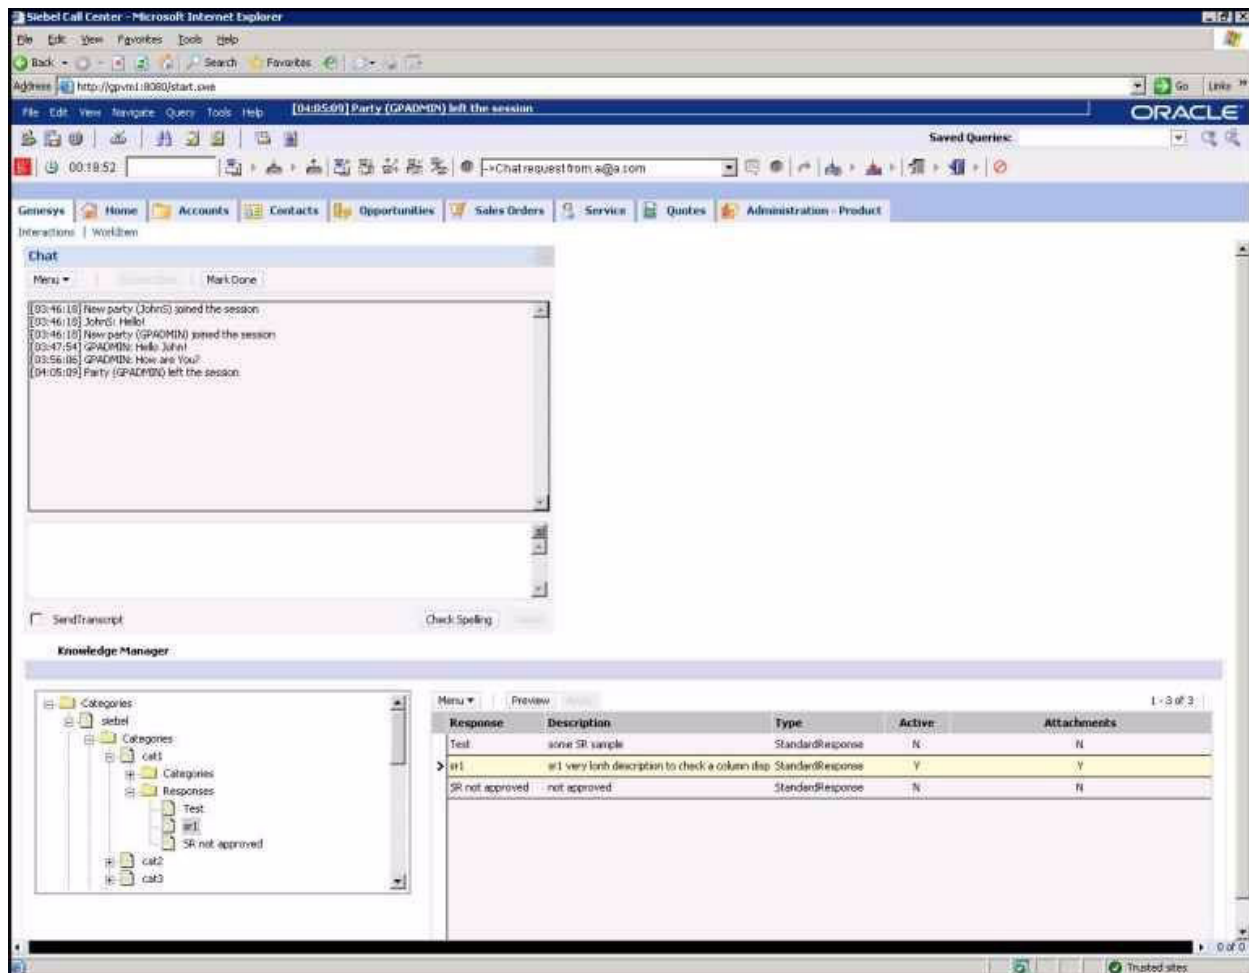 Siebel Call Center - Microsoft Internet Explorer
File Edit View Favorites Tools Help
Back Search Favorites
Address http://gpvm1:8080/start.swe Go Links »
File Edit View Navigate Query Tools Help [04:05:09] Party (GPADMIN) left the session ORACLE
Saved Queries:
00:18:52 ->Chat request from a@a.com
Genesys Home Accounts Contacts Opportunities Sales Orders Service Quotes Administration - Product
Interactions | WorkItem
Chat
Menu Mark Done
[03:46:18] New party (JohnS) joined the session
[03:46:18] JohnS: Hello!
[03:46:18] New party (GPADMIN) joined the session
[03:47:54] GPADMIN: Hello John!
[03:56:06] GPADMIN: How are You?
[04:05:09] Party (GPADMIN) left the session
SendTranscript Check Spelling
Knowledge Manager
Categories
siebel
Categories
cat1
Categories
Responses
Test
sr1
SR not approved
cat2
cat3
Menu Preview 1 - 3 of 3
Response Description Type Active Attachments
Test some SR sample StandardResponse N N
sr1 sr1 very lonh description to check a column disp StandardResponse Y Y
SR not approved not approved StandardResponse N N
0 of 0
Trusted sites